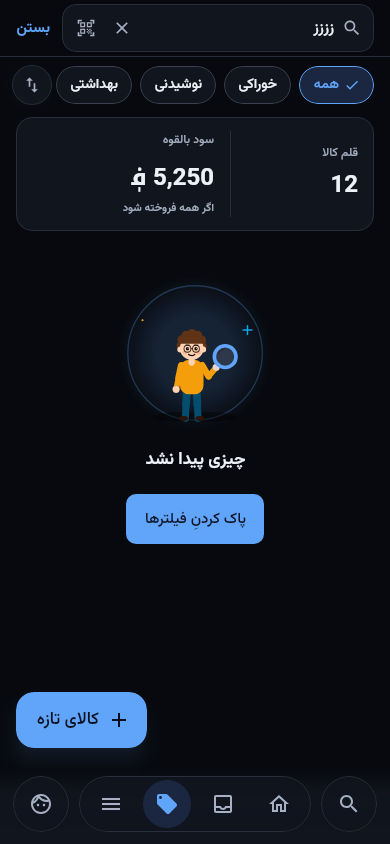 زززز
بستن
همه
خوراکی
نوشیدنی
بهداشتی
قلم کالا
12
سود بالقوه
5,250 ؋
اگر همه فروخته شود
چیزی پیدا نشد
پاک کردنِ فیلترها
کالای تازه